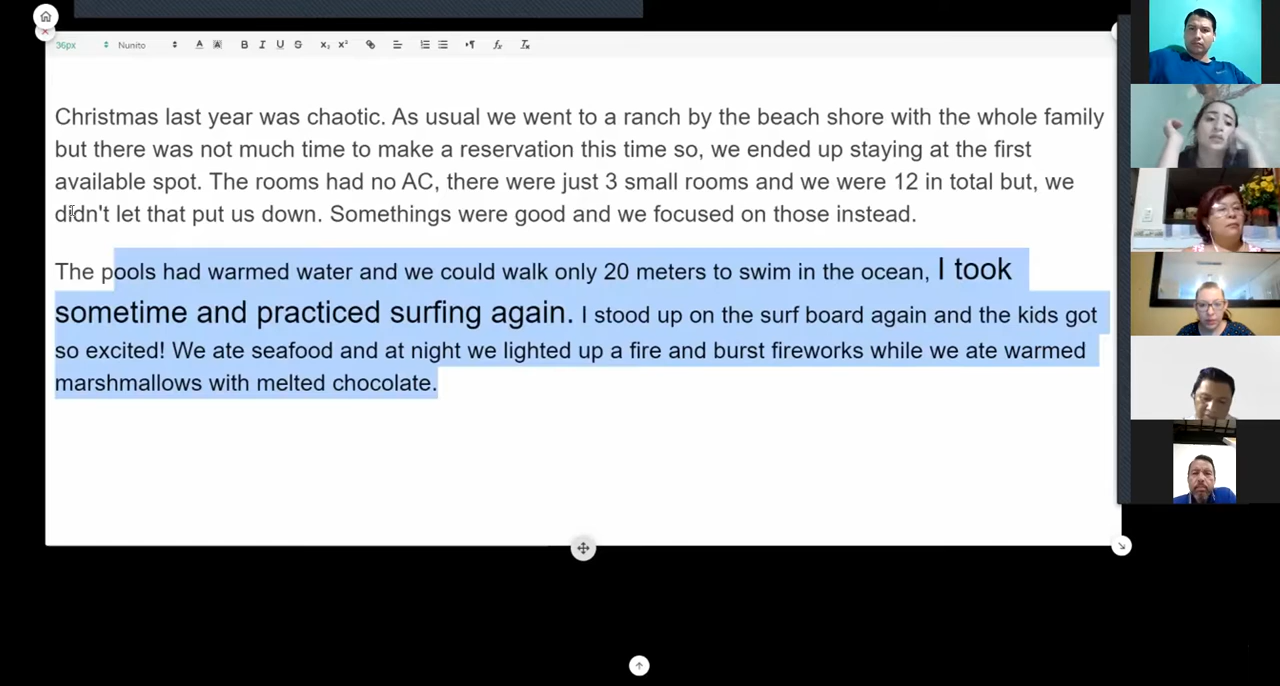 36px Nunito
Christmas last year was chaotic. As usual we went to a ranch by the beach shore with the whole family
but there was not much time to make a reservation this time so, we ended up staying at the first
available spot. The rooms had no AC, there were just 3 small rooms and we were 12 in total but, we
didn't let that put us down. Somethings were good and we focused on those instead.
The pools had warmed water and we could walk only 20 meters to swim in the ocean, I took
sometime and practiced surfing again. I stood up on the surf board again and the kids got
so excited! We ate seafood and at night we lighted up a fire and burst fireworks while we ate warmed
marshmallows with melted chocolate.